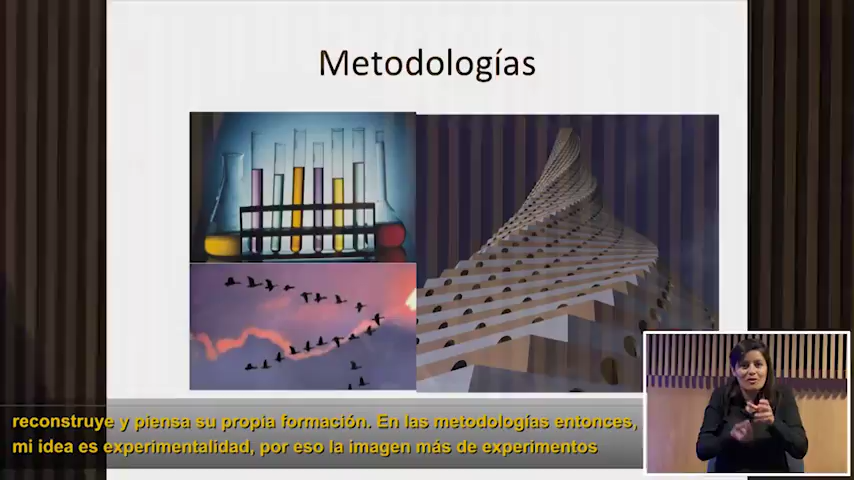 Metodologías
reconstruye y piensa su propia formación. En las metodologías entonces,
mi idea es experimentalidad, por eso la imagen más de experimentos